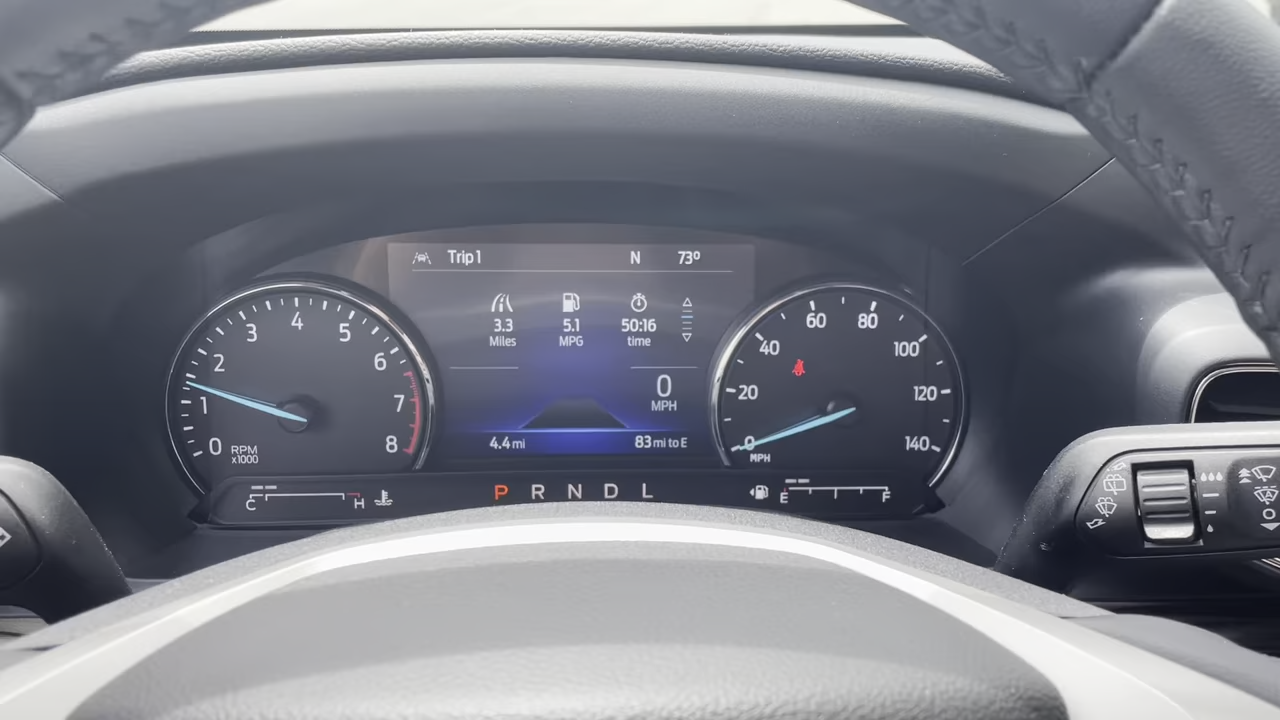 Trip 1 N 73°
3.3 5.1 50:16
Miles MPG time
0
MPH
4.4 mi 83 mi to E
0 1 2 3 4 5 6 7 8
RPM
x1000
0 20 40 60 80 100 120 140
MPH
C H
P R N D L
E F
A